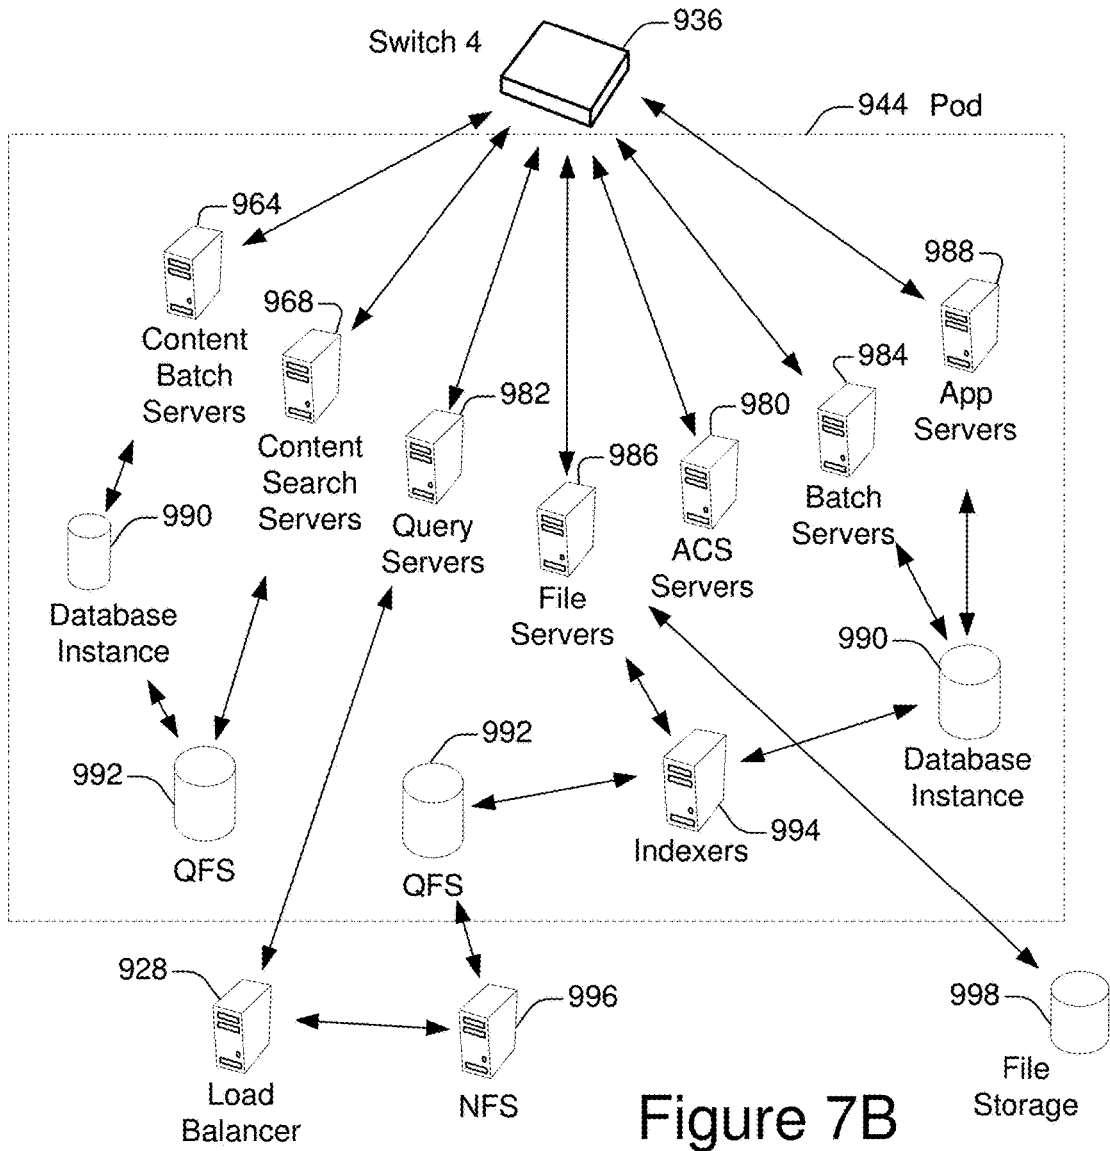 936
Switch 4
944 Pod
964
988
968
Content
Batch
Servers
984
982
980
App
Servers
Content
Search
Servers
986
Batch
Servers
990
Query
Servers
ACS
Servers
File
Servers
Database
Instance
990
992
992
Database
Instance
994
Indexers
QFS
QFS
928
996
998
File
Storage
Load
Balancer
NFS
Figure 7B